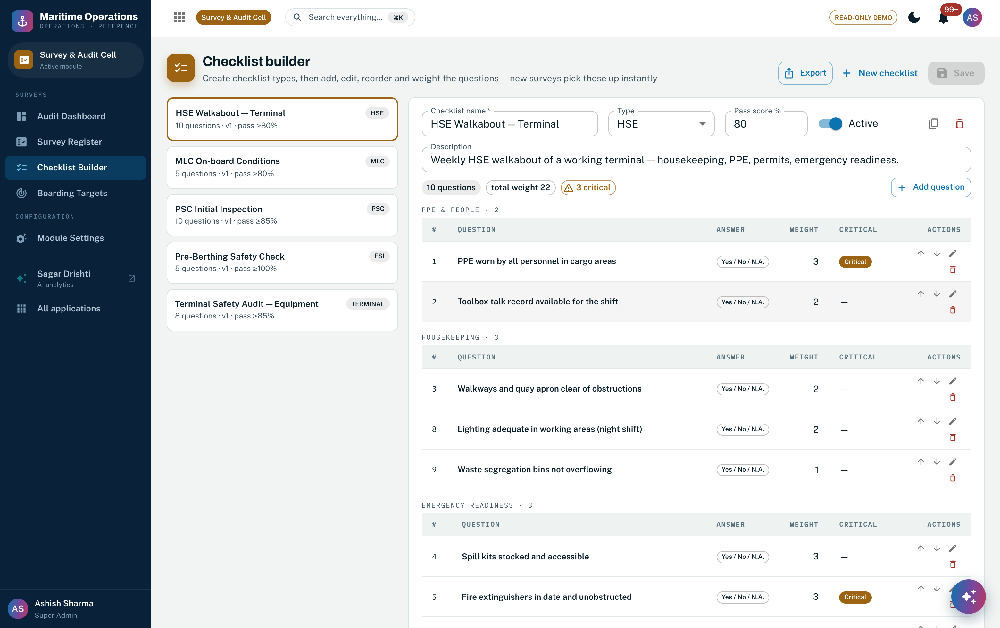 Maritime Operations
OPERATIONS · REFERENCE
Survey & Audit Cell
Active module
SURVEYS
Audit Dashboard
Survey Register
Checklist Builder
Boarding Targets
CONFIGURATION
Module Settings
Sagar Drishti
AI analytics
All applications
AS
Ashish Sharma
Super Admin
Survey & Audit Cell
Search everything... ⌘K
READ-ONLY DEMO
99+
AS
Checklist builder
Create checklist types, then add, edit, reorder and weight the questions — new surveys pick these up instantly
Export
New checklist
Save
HSE Walkabout — Terminal HSE
10 questions · v1 · pass ≥80%
MLC On-board Conditions MLC
5 questions · v1 · pass ≥80%
PSC Initial Inspection PSC
10 questions · v1 · pass ≥85%
Pre-Berthing Safety Check FSI
5 questions · v1 · pass ≥100%
Terminal Safety Audit — Equipment TERMINAL
8 questions · v1 · pass ≥85%
Checklist name * Type Pass score %
HSE Walkabout — Terminal HSE 80 Active
Description
Weekly HSE walkabout of a working terminal — housekeeping, PPE, permits, emergency readiness.
10 questions total weight 22 3 critical Add question
PPE & PEOPLE · 2
# QUESTION ANSWER WEIGHT CRITICAL ACTIONS
1 PPE worn by all personnel in cargo areas Yes / No / N.A. 3 Critical
2 Toolbox talk record available for the shift Yes / No / N.A. 2 —
HOUSEKEEPING · 3
# QUESTION ANSWER WEIGHT CRITICAL ACTIONS
3 Walkways and quay apron clear of obstructions Yes / No / N.A. 2 —
8 Lighting adequate in working areas (night shift) Yes / No / N.A. 2 —
9 Waste segregation bins not overflowing Yes / No / N.A. 1 —
EMERGENCY READINESS · 3
# QUESTION ANSWER WEIGHT CRITICAL ACTIONS
4 Spill kits stocked and accessible Yes / No / N.A. 3 —
5 Fire extinguishers in date and unobstructed Yes / No / N.A. 3 Critical